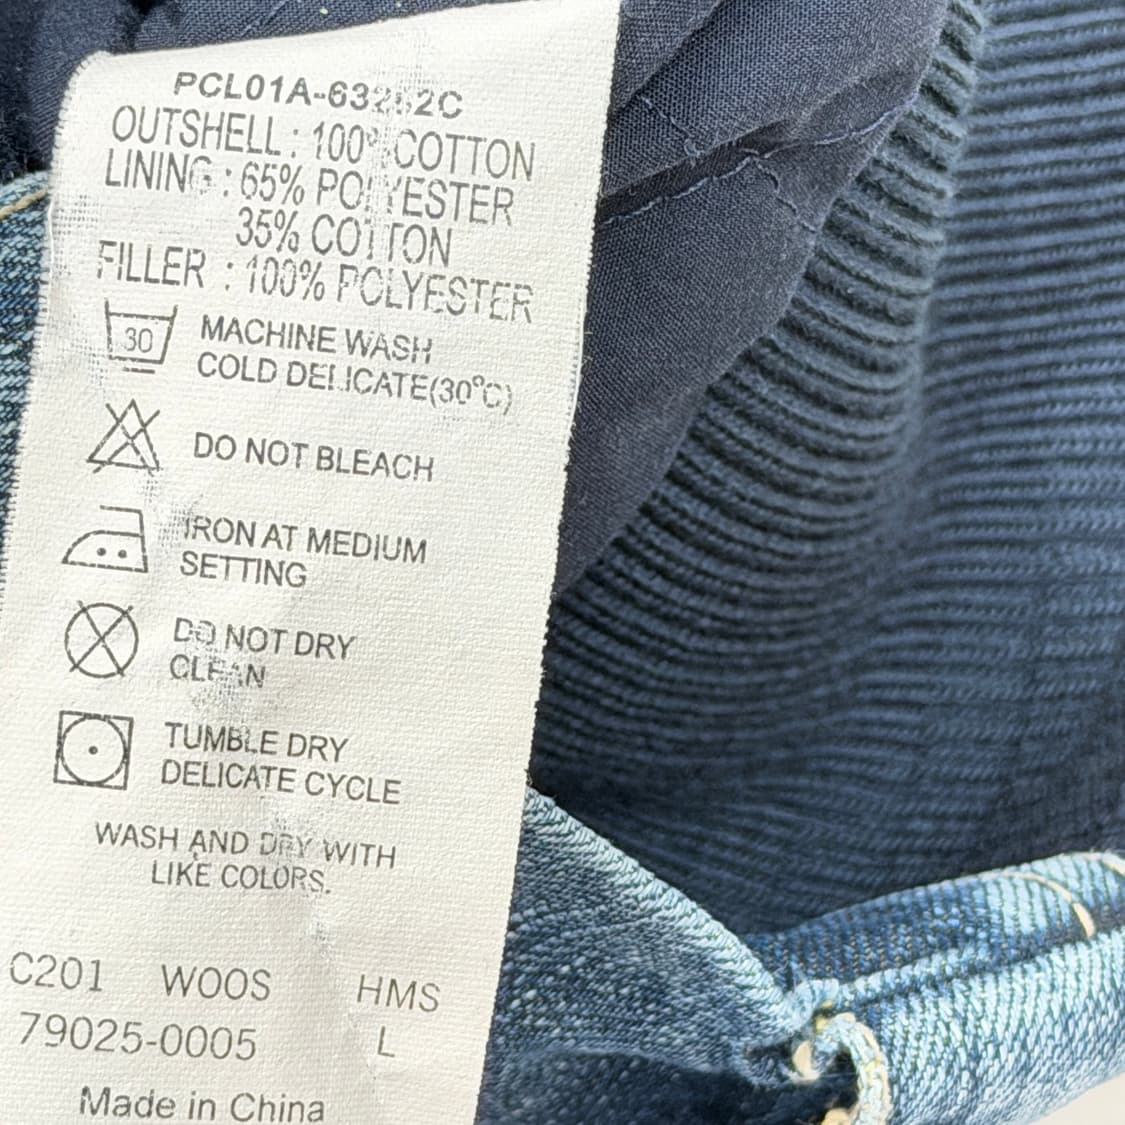 OUTSHELL : 100% COTTON
LINING : 65% POLYESTER
35% COTTON
FILLER : 100% POLYESTER
30 MACHINE WASH
COLD DELICATE(30°C)
DO NOT BLEACH
IRON AT MEDIUM
SETTING
DO NOT DRY
CLEAN
TUMBLE DRY
DELICATE CYCLE
WASH AND DRY WITH
LIKE COLORS.
C201 WOOS HMS
79025-0005 L
Made in China